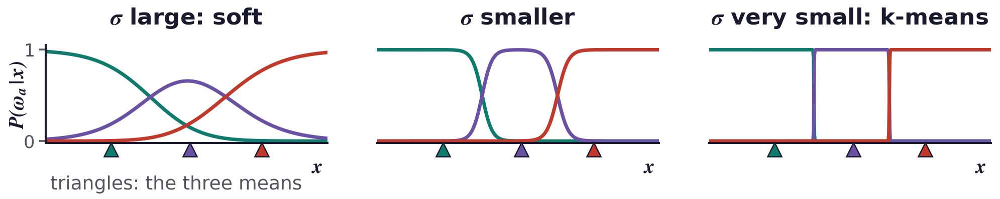 σ large: soft
σ smaller
σ very small: k-means
1
P(ωₐ|x)
0
x
x
x
triangles: the three means